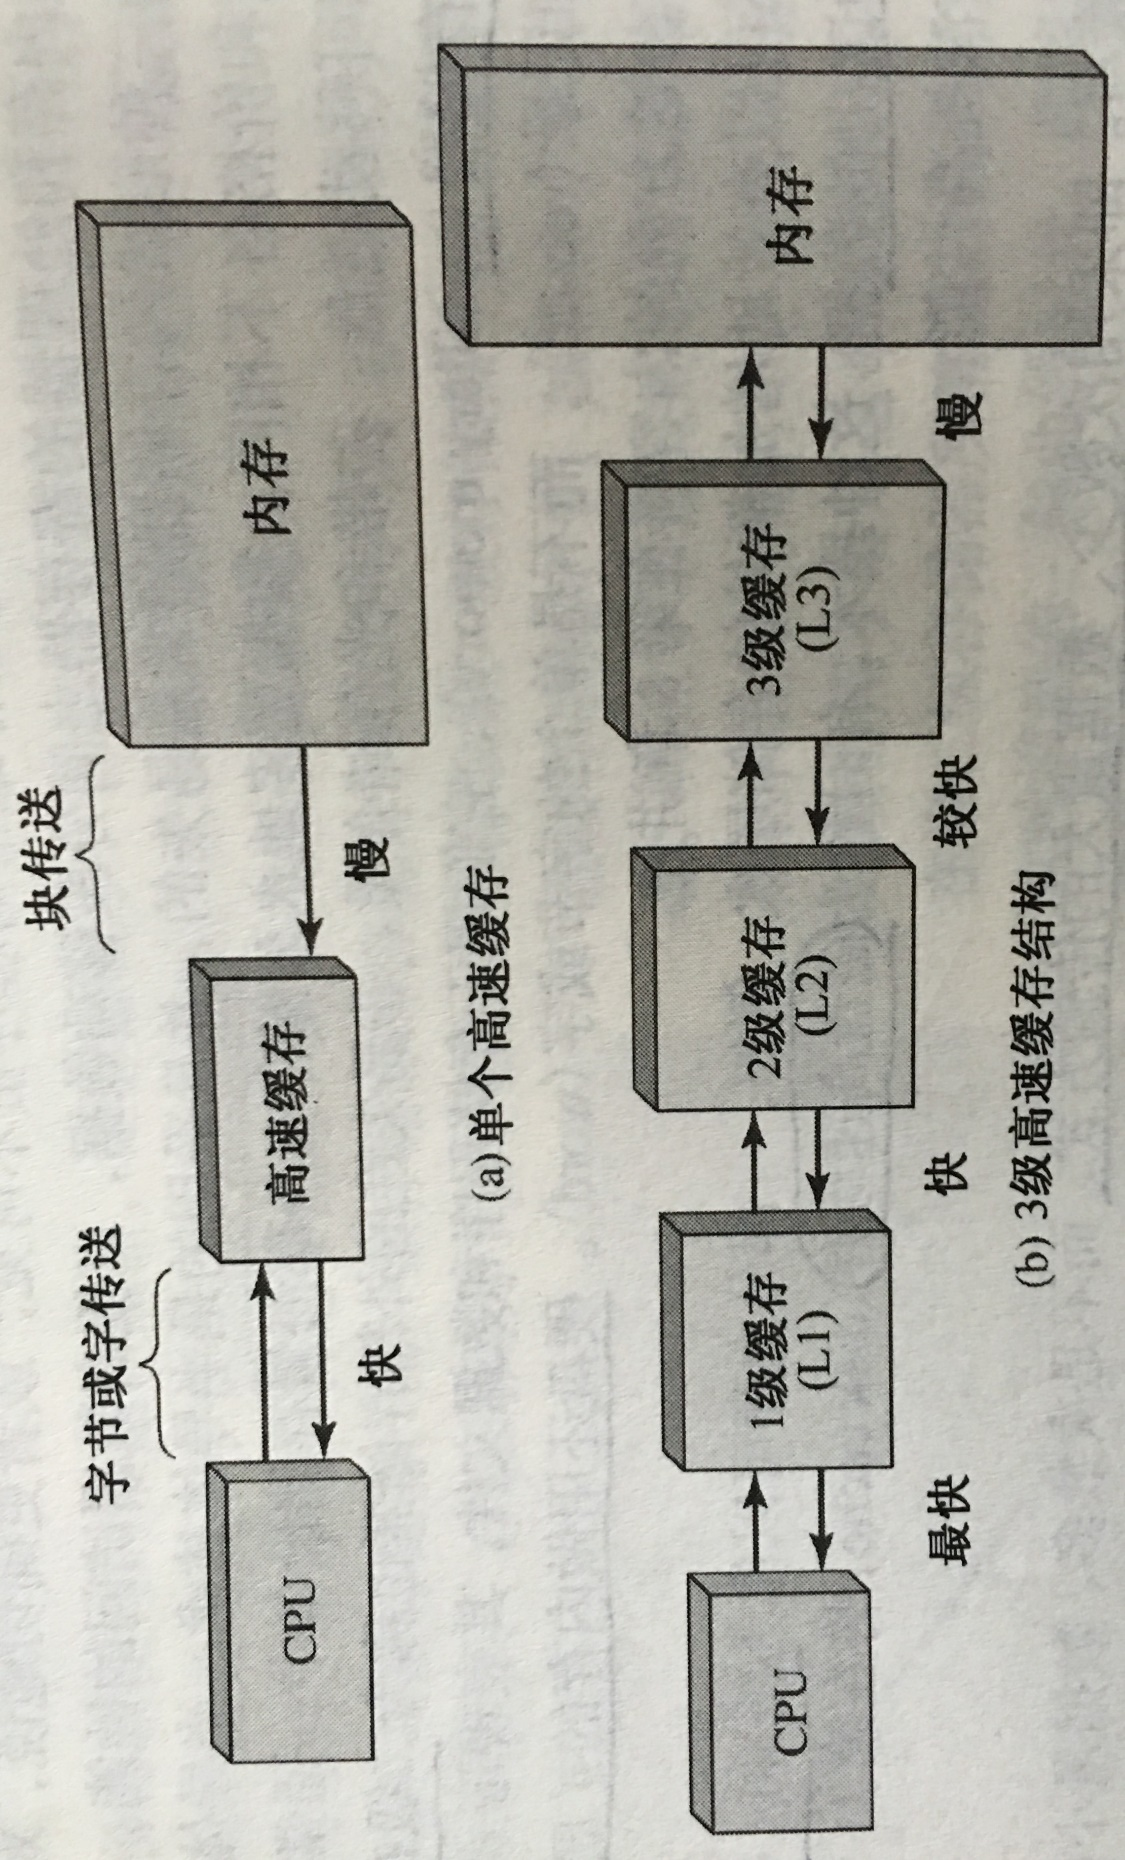 字节或字传送
块传送
CPU
高速缓存
内存
快
慢
(a)单个高速缓存
CPU
1级缓存
(L1)
2级缓存
(L2)
3级缓存
(L3)
内存
最快
快
较快
慢
(b) 3级高速缓存结构